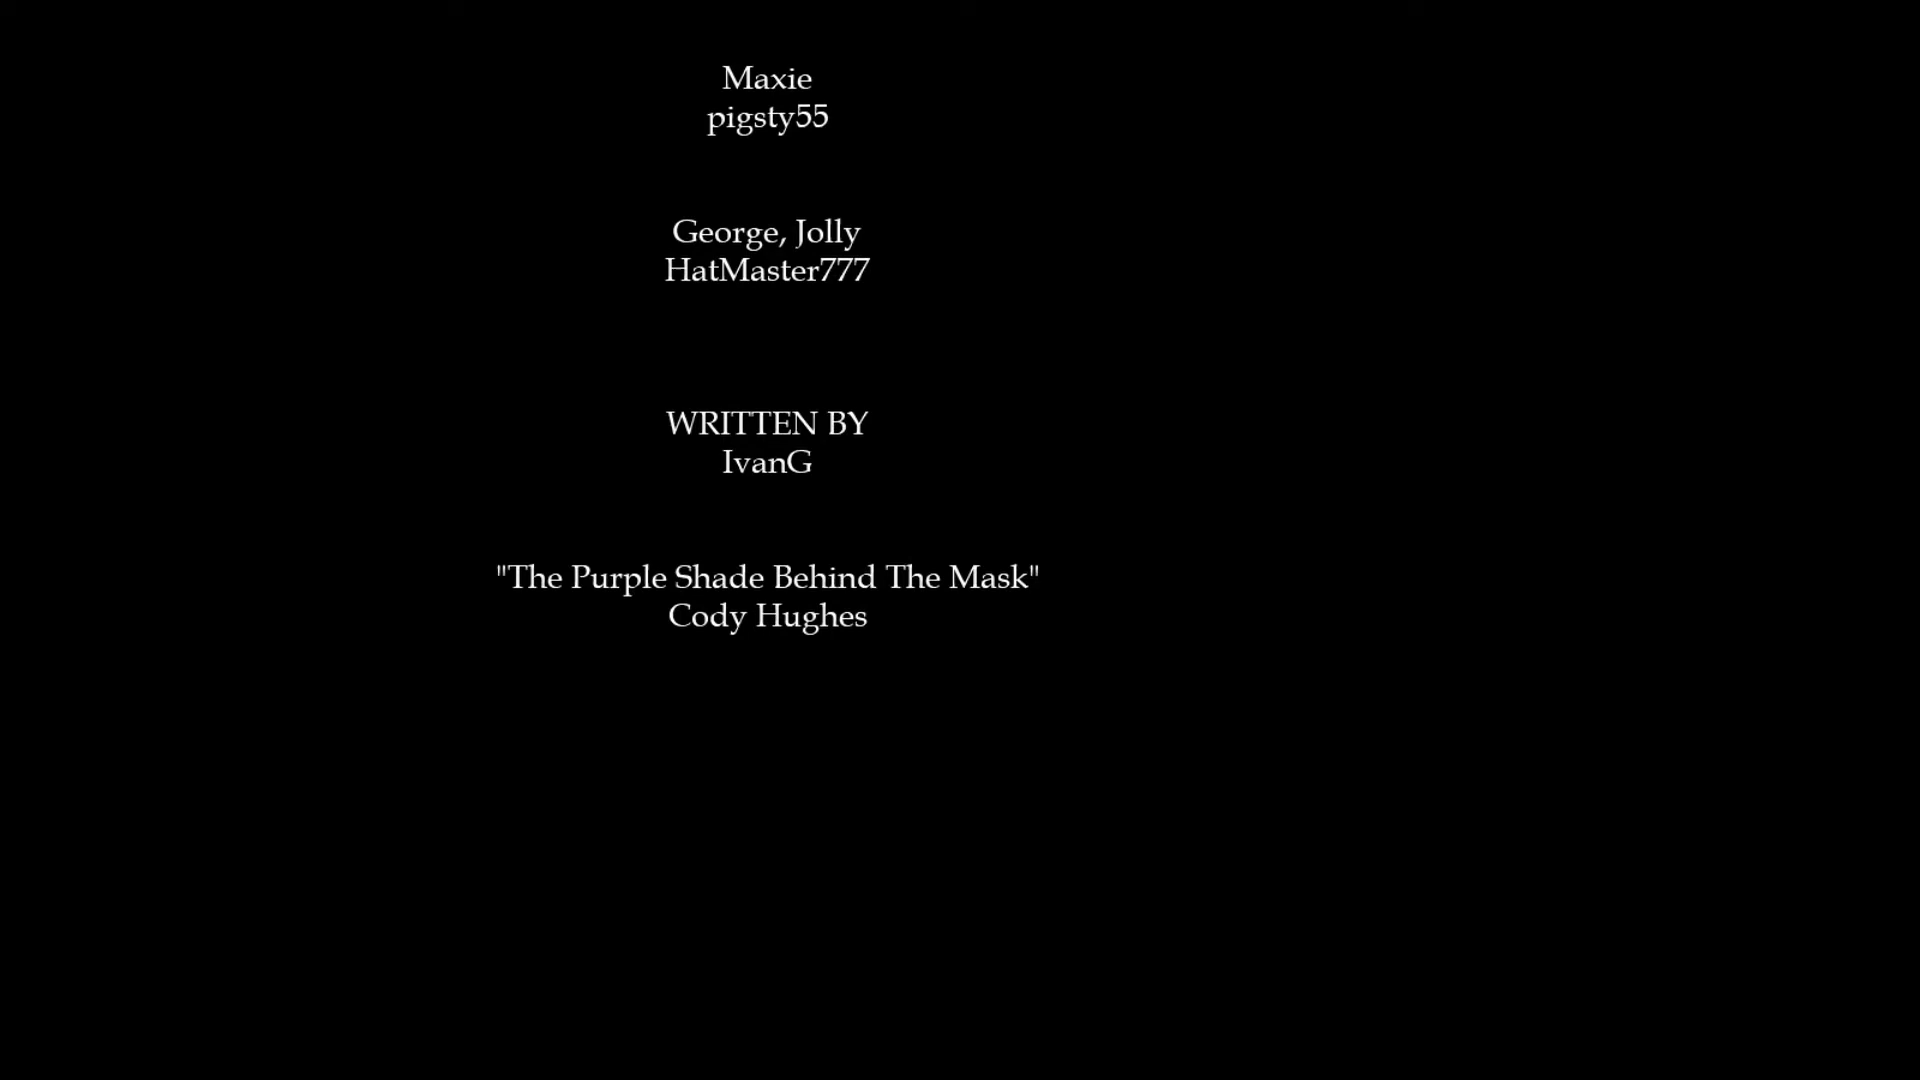 Maxie
pigsty55
George, Jolly
HatMaster777
WRITTEN BY
IvanG
"The Purple Shade Behind The Mask"
Cody Hughes